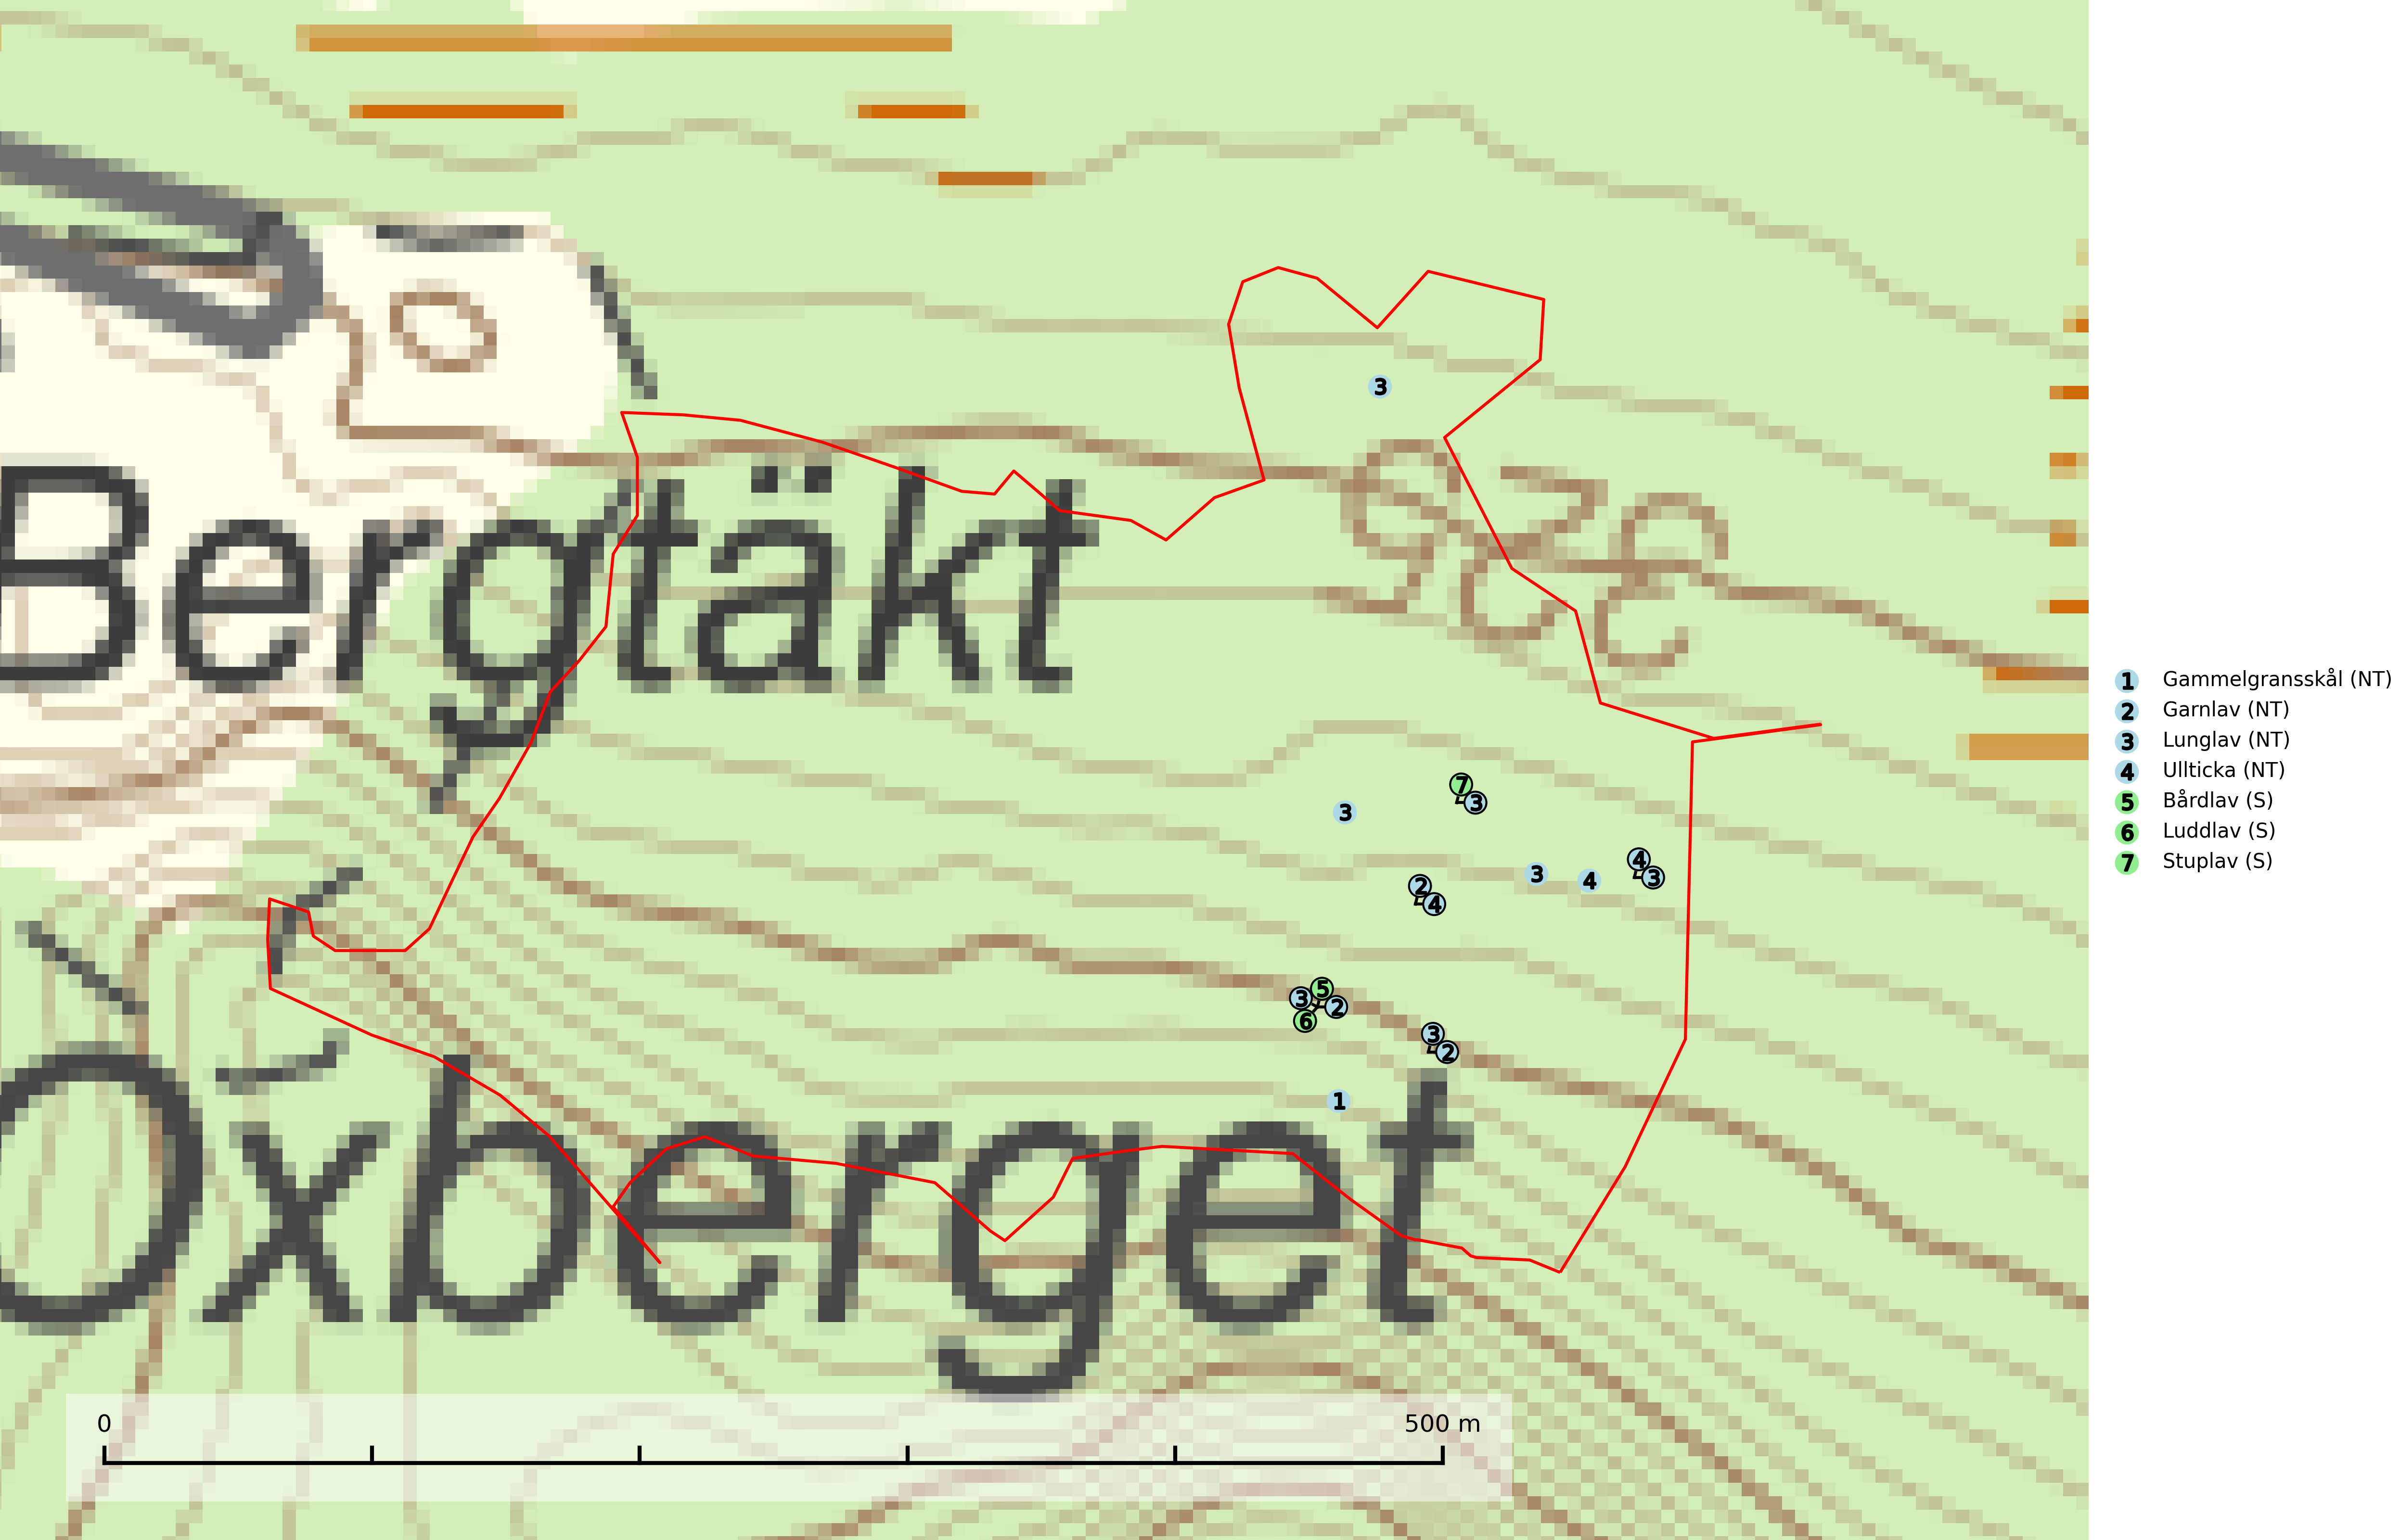 Bergtäkt
Oxberget
3
7
3
3
4
3
3
4
2
4
5
3
2
6
3
2
1
0 500 m
1 Gammelgransskål (NT)
2 Garnlav (NT)
3 Lunglav (NT)
4 Ullticka (NT)
5 Bårdlav (S)
6 Luddlav (S)
7 Stuplav (S)